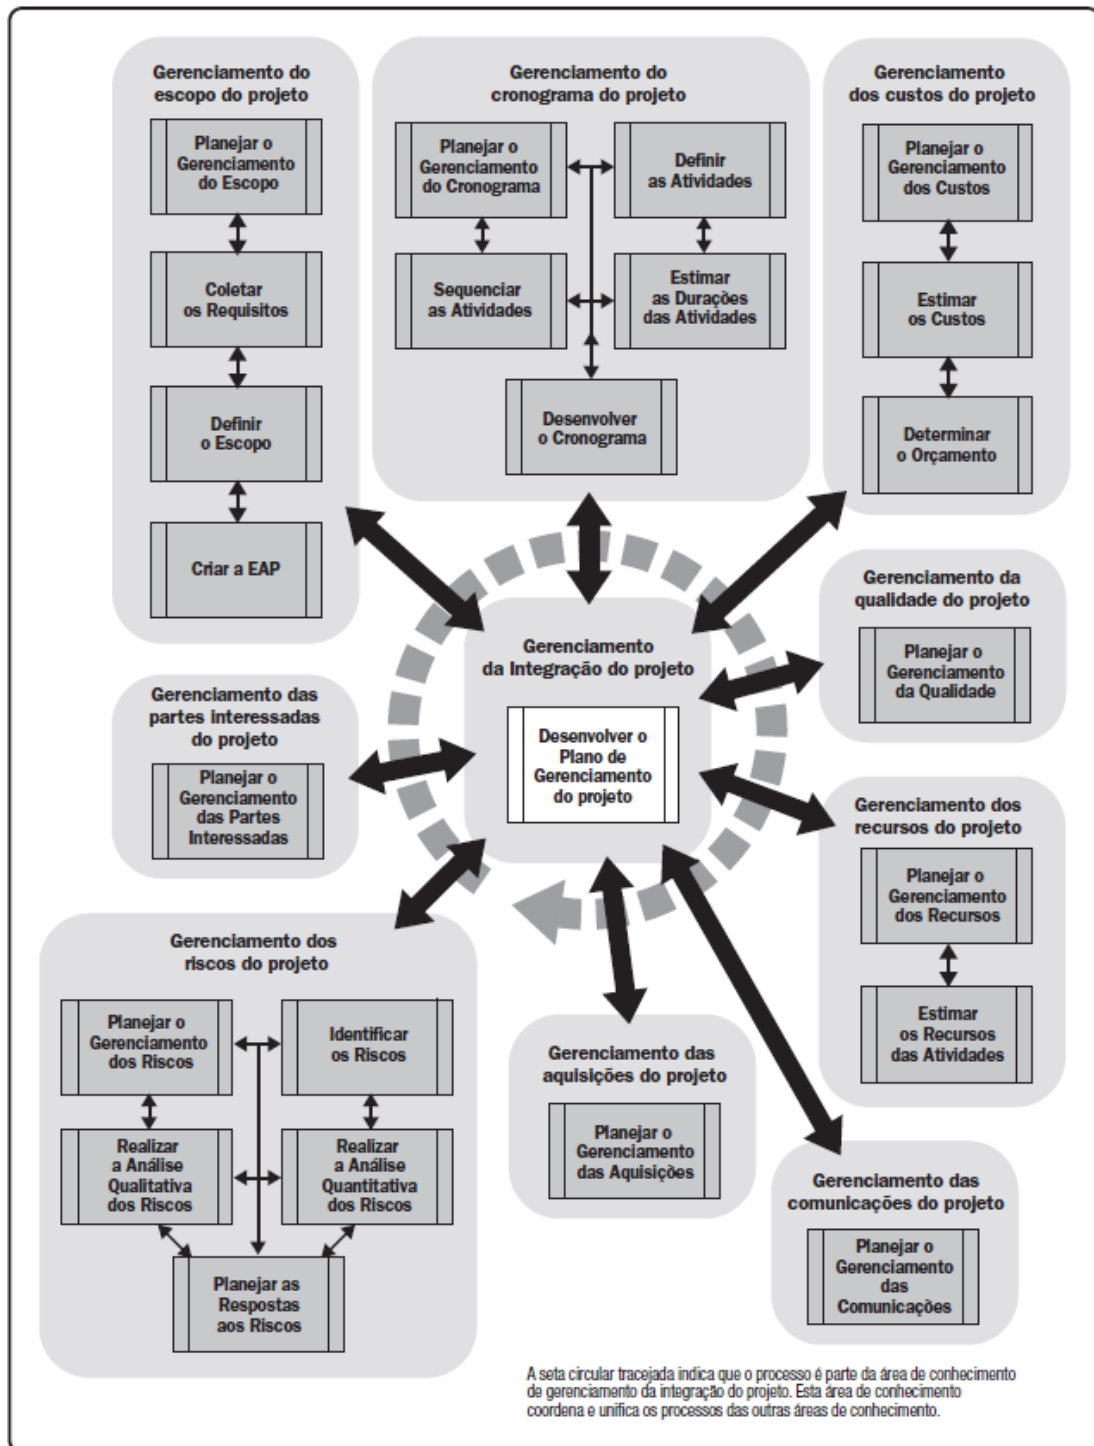 Gerenciamento do
escopo do projeto
Planejar o
Gerenciamento
do Escopo
Coletar
os Requisitos
Definir
o Escopo
Criar a EAP
Gerenciamento do
cronograma do projeto
Planejar o
Gerenciamento
do Cronograma
Definir
as Atividades
Sequenciar
as Atividades
Estimar
as Durações
das Atividades
Desenvolver
o Cronograma
Gerenciamento
dos custos do projeto
Planejar o
Gerenciamento
dos Custos
Estimar
os Custos
Determinar
o Orçamento
Gerenciamento da
qualidade do projeto
Planejar o
Gerenciamento
da Qualidade
Gerenciamento
da Integração do projeto
Desenvolver o
Plano de
Gerenciamento
do projeto
Gerenciamento das
partes interessadas
do projeto
Planejar o
Gerenciamento
das Partes
Interessadas
Gerenciamento dos
recursos do projeto
Planejar o
Gerenciamento
dos Recursos
Estimar
os Recursos
das Atividades
Gerenciamento dos
riscos do projeto
Planejar o
Gerenciamento
dos Riscos
Identificar
os Riscos
Realizar
a Análise
Qualitativa
dos Riscos
Realizar
a Análise
Quantitativa
dos Riscos
Planejar as
Respostas
aos Riscos
Gerenciamento das
aquisições do projeto
Planejar o
Gerenciamento
das Aquisições
Gerenciamento das
comunicações do projeto
Planejar o
Gerenciamento
das
Comunicações
A seta circular tracejada indica que o processo é parte da área de conhecimento
de gerenciamento da integração do projeto. Esta área de conhecimento
coordena e unifica os processos das outras áreas de conhecimento.